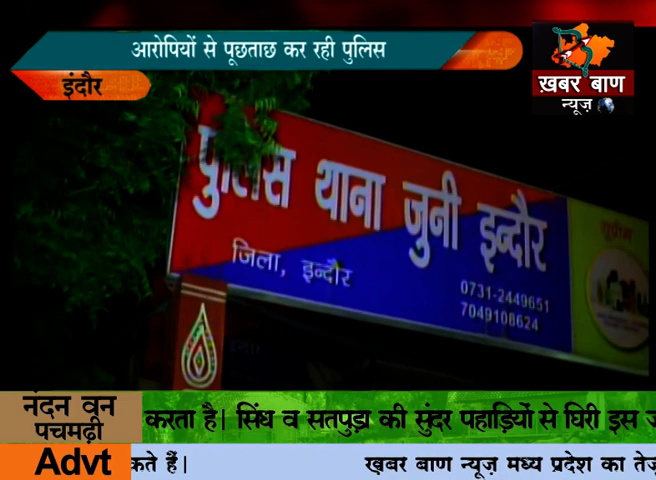 आरोपियों से पूछताछ कर रही पुलिस
इंदौर
ख़बर बाण
न्यूज़
पुलिस थाना जुनी इन्दौर
जिला, इन्दौर
0731-2449651
7049108624
नंदन वन
पचमढ़ी
करता है। सिंध व सतपुड़ा की सुंदर पहाड़ियों से घिरी इस
Advt
कते हैं।
ख़बर बाण न्यूज़ मध्य प्रदेश का